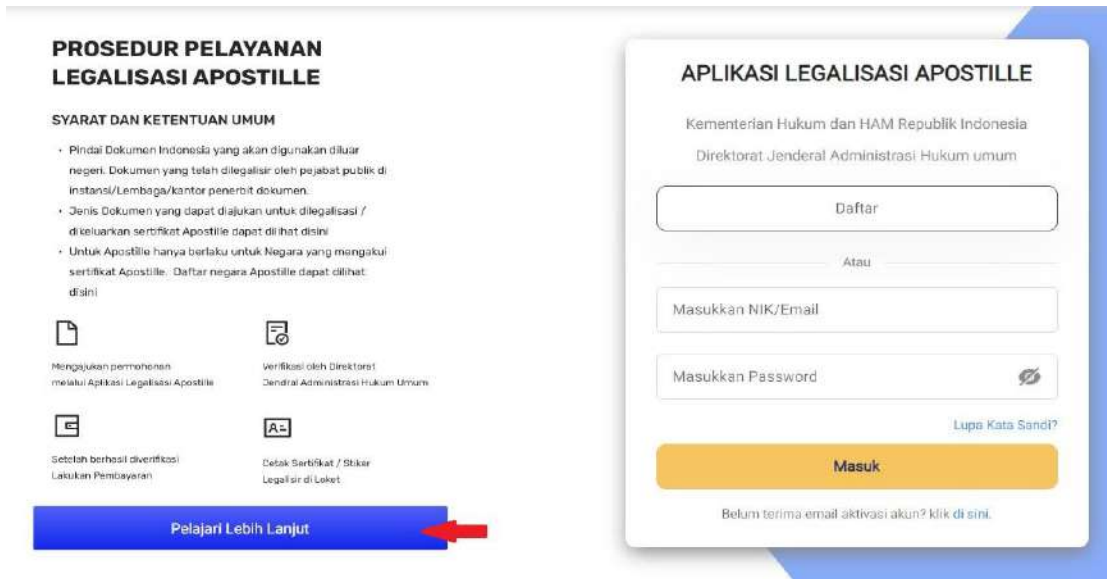 PROSEDUR PELAYANAN
LEGALISASI APOSTILLE
SYARAT DAN KETENTUAN UMUM
• Pindai Dokumen Indonesia yang akan digunakan diluar
negeri. Dokumen yang telah dilegalisir oleh pejabat publik di
instansi/Lembaga/kantor penerbit dokumen.
• Jenis Dokumen yang dapat diajukan untuk dilegalisasi /
dikeluarkan sertifikat Apostille dapat dilihat disini
• Untuk Apostille hanya berlaku untuk Negara yang mengakui
sertifikat Apostille. Daftar negara Apostille dapat dilihat
disini
Mengajukan permohonan
melalui Aplikasi Legalisasi Apostille
Verifikasi oleh Direktorat
Jendral Administrasi Hukum Umum
Setelah berhasil diverifikasi
Lakukan Pembayaran
Cetak Sertifikat / Stiker
Legalisir di Loket
Pelajari Lebih Lanjut
APLIKASI LEGALISASI APOSTILLE
Kementerian Hukum dan HAM Republik Indonesia
Direktorat Jenderal Administrasi Hukum umum
Daftar
Atau
Masukkan NIK/Email
Masukkan Password
Lupa Kata Sandi?
Masuk
Belum terima email aktivasi akun? klik di sini.